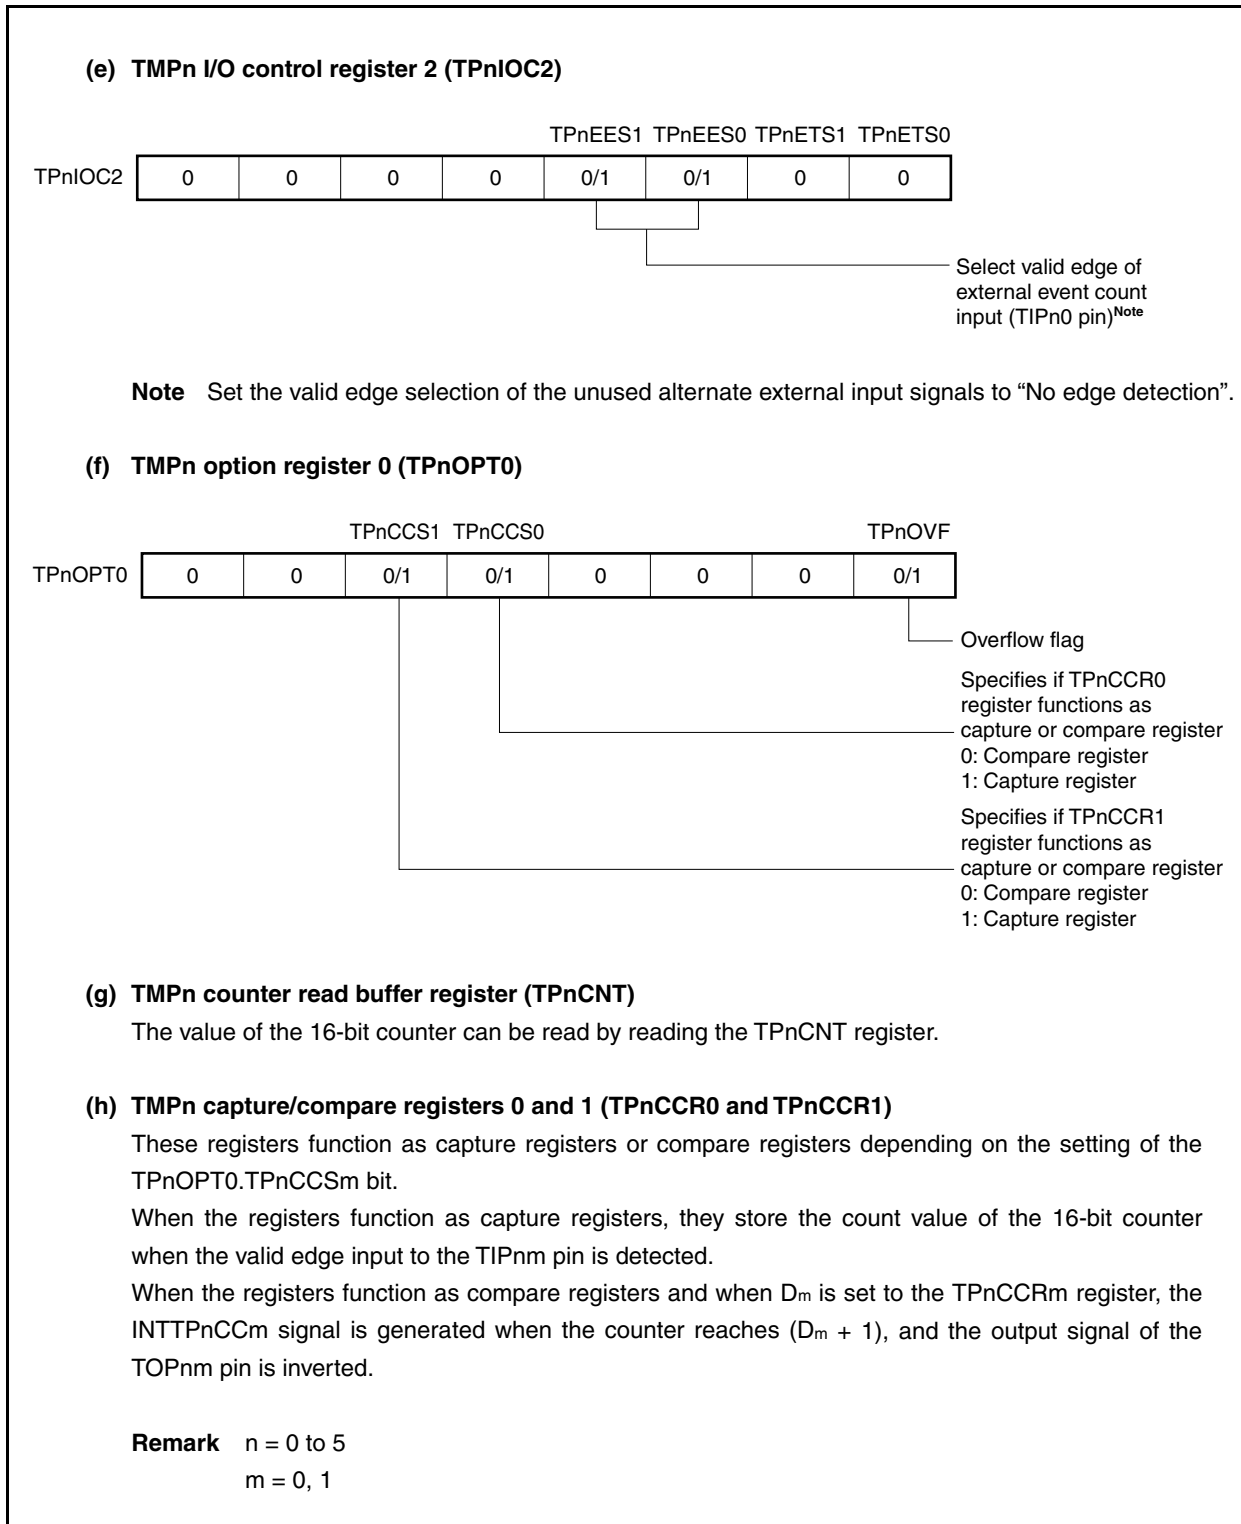 (e) TMPn I/O control register 2 (TPnIOC2)
TPnEES1 TPnEES0 TPnETS1 TPnETS0
TPnIOC2 0 0 0 0 0/1 0/1 0 0
Select valid edge of
external event count
input (TIPn0 pin)Note
Note Set the valid edge selection of the unused alternate external input signals to “No edge detection”.
(f) TMPn option register 0 (TPnOPT0)
TPnCCS1 TPnCCS0 TPnOVF
TPnOPT0 0 0 0/1 0/1 0 0 0 0/1
Overflow flag
Specifies if TPnCCR0
register functions as
capture or compare register
0: Compare register
1: Capture register
Specifies if TPnCCR1
register functions as
capture or compare register
0: Compare register
1: Capture register
(g) TMPn counter read buffer register (TPnCNT)
The value of the 16-bit counter can be read by reading the TPnCNT register.
(h) TMPn capture/compare registers 0 and 1 (TPnCCR0 and TPnCCR1)
These registers function as capture registers or compare registers depending on the setting of the
TPnOPT0.TPnCCSm bit.
When the registers function as capture registers, they store the count value of the 16-bit counter
when the valid edge input to the TIPnm pin is detected.
When the registers function as compare registers and when Dm is set to the TPnCCRm register, the
INTTPnCCm signal is generated when the counter reaches (Dm + 1), and the output signal of the
TOPnm pin is inverted.
Remark n = 0 to 5
m = 0, 1